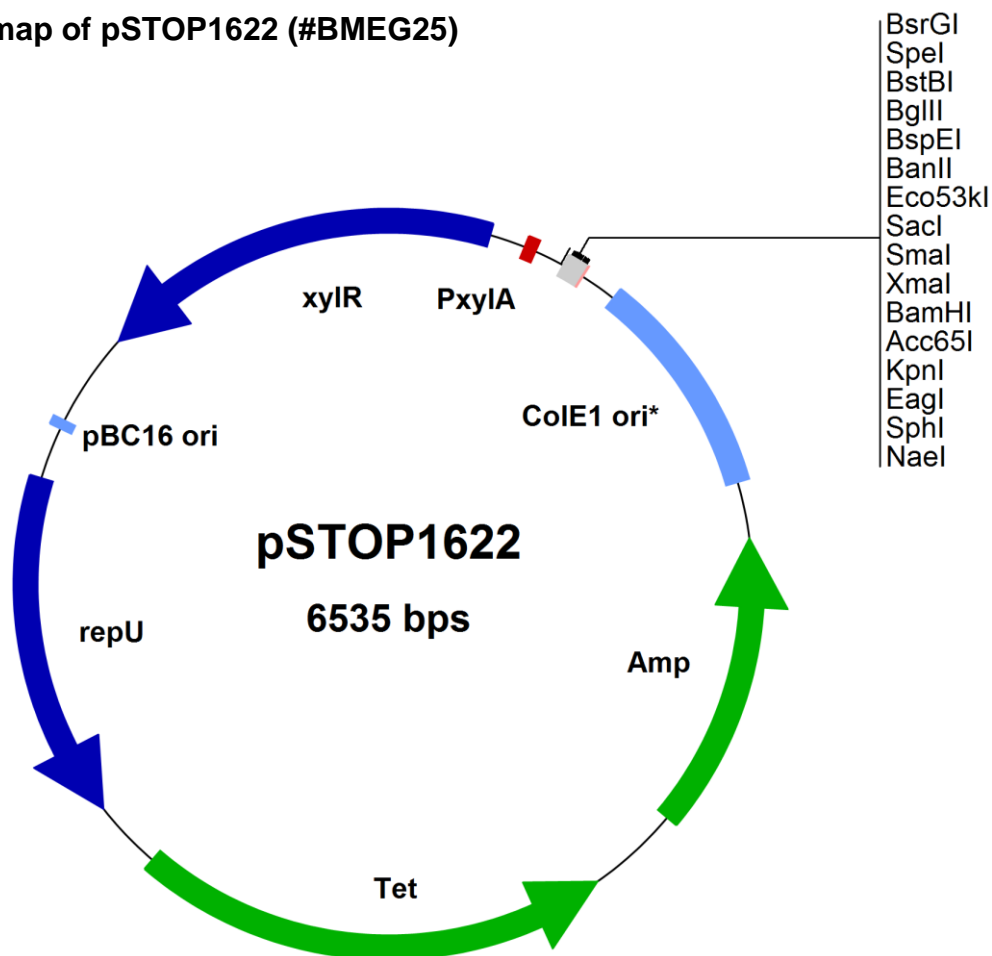 map of pSTOP1622 (#BMEG25)
BsrGI
SpeI
BstBI
BglII
BspEI
BanII
Eco53kI
SacI
SmaI
XmaI
BamHI
Acc65I
KpnI
EagI
SphI
NaeI
xylR
PxylA
ColE1 ori*
pBC16 ori
pSTOP1622
6535 bps
repU
Amp
Tet